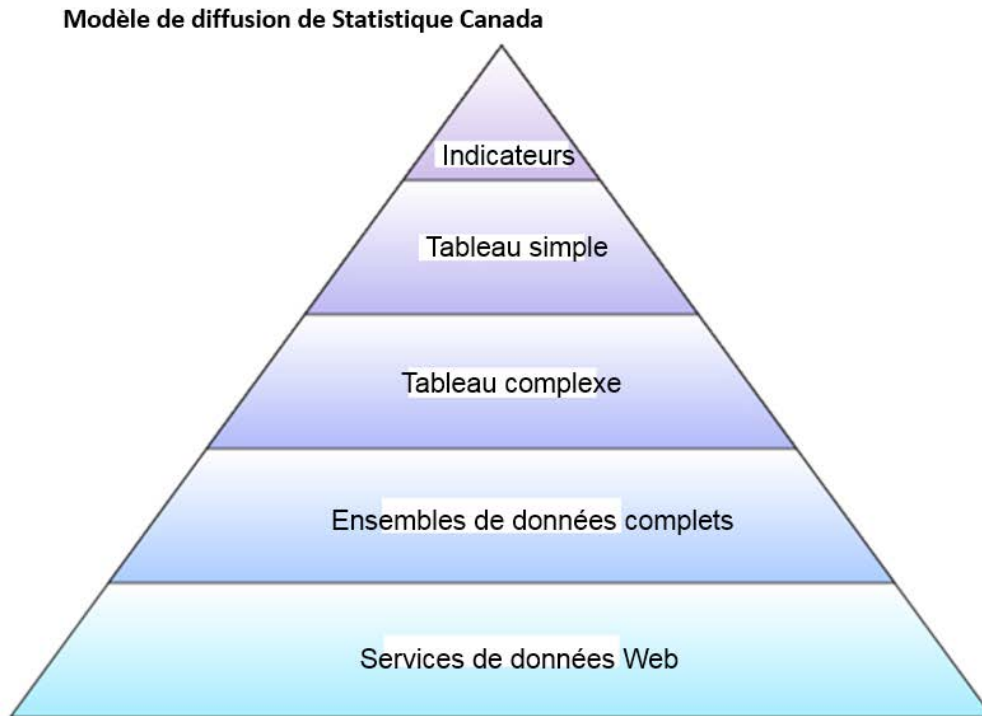 Modèle de diffusion de Statistique Canada
Indicateurs
Tableau simple
Tableau complexe
Ensembles de données complets
Services de données Web